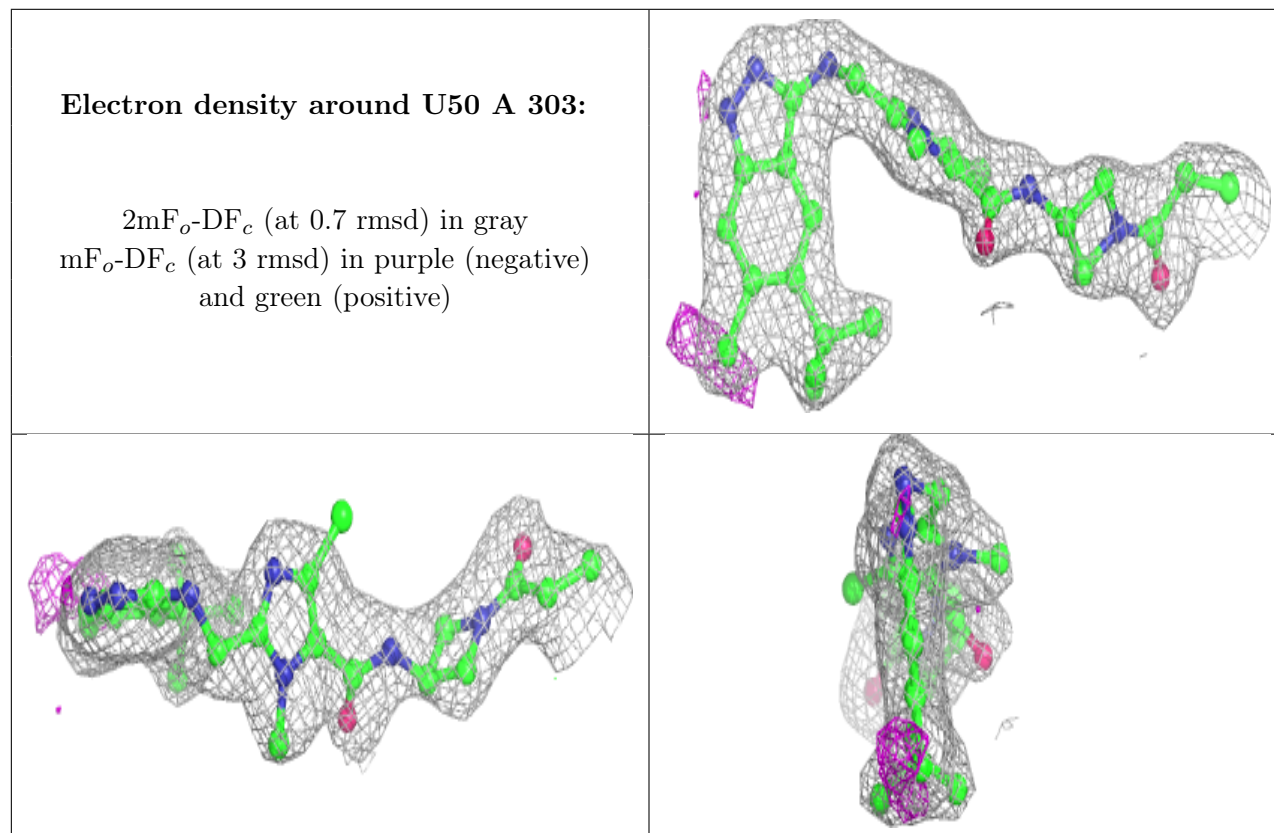 Electron density around U50 A 303:
2mFo-DFc (at 0.7 rmsd) in gray
mFo-DFc (at 3 rmsd) in purple (negative)
and green (positive)